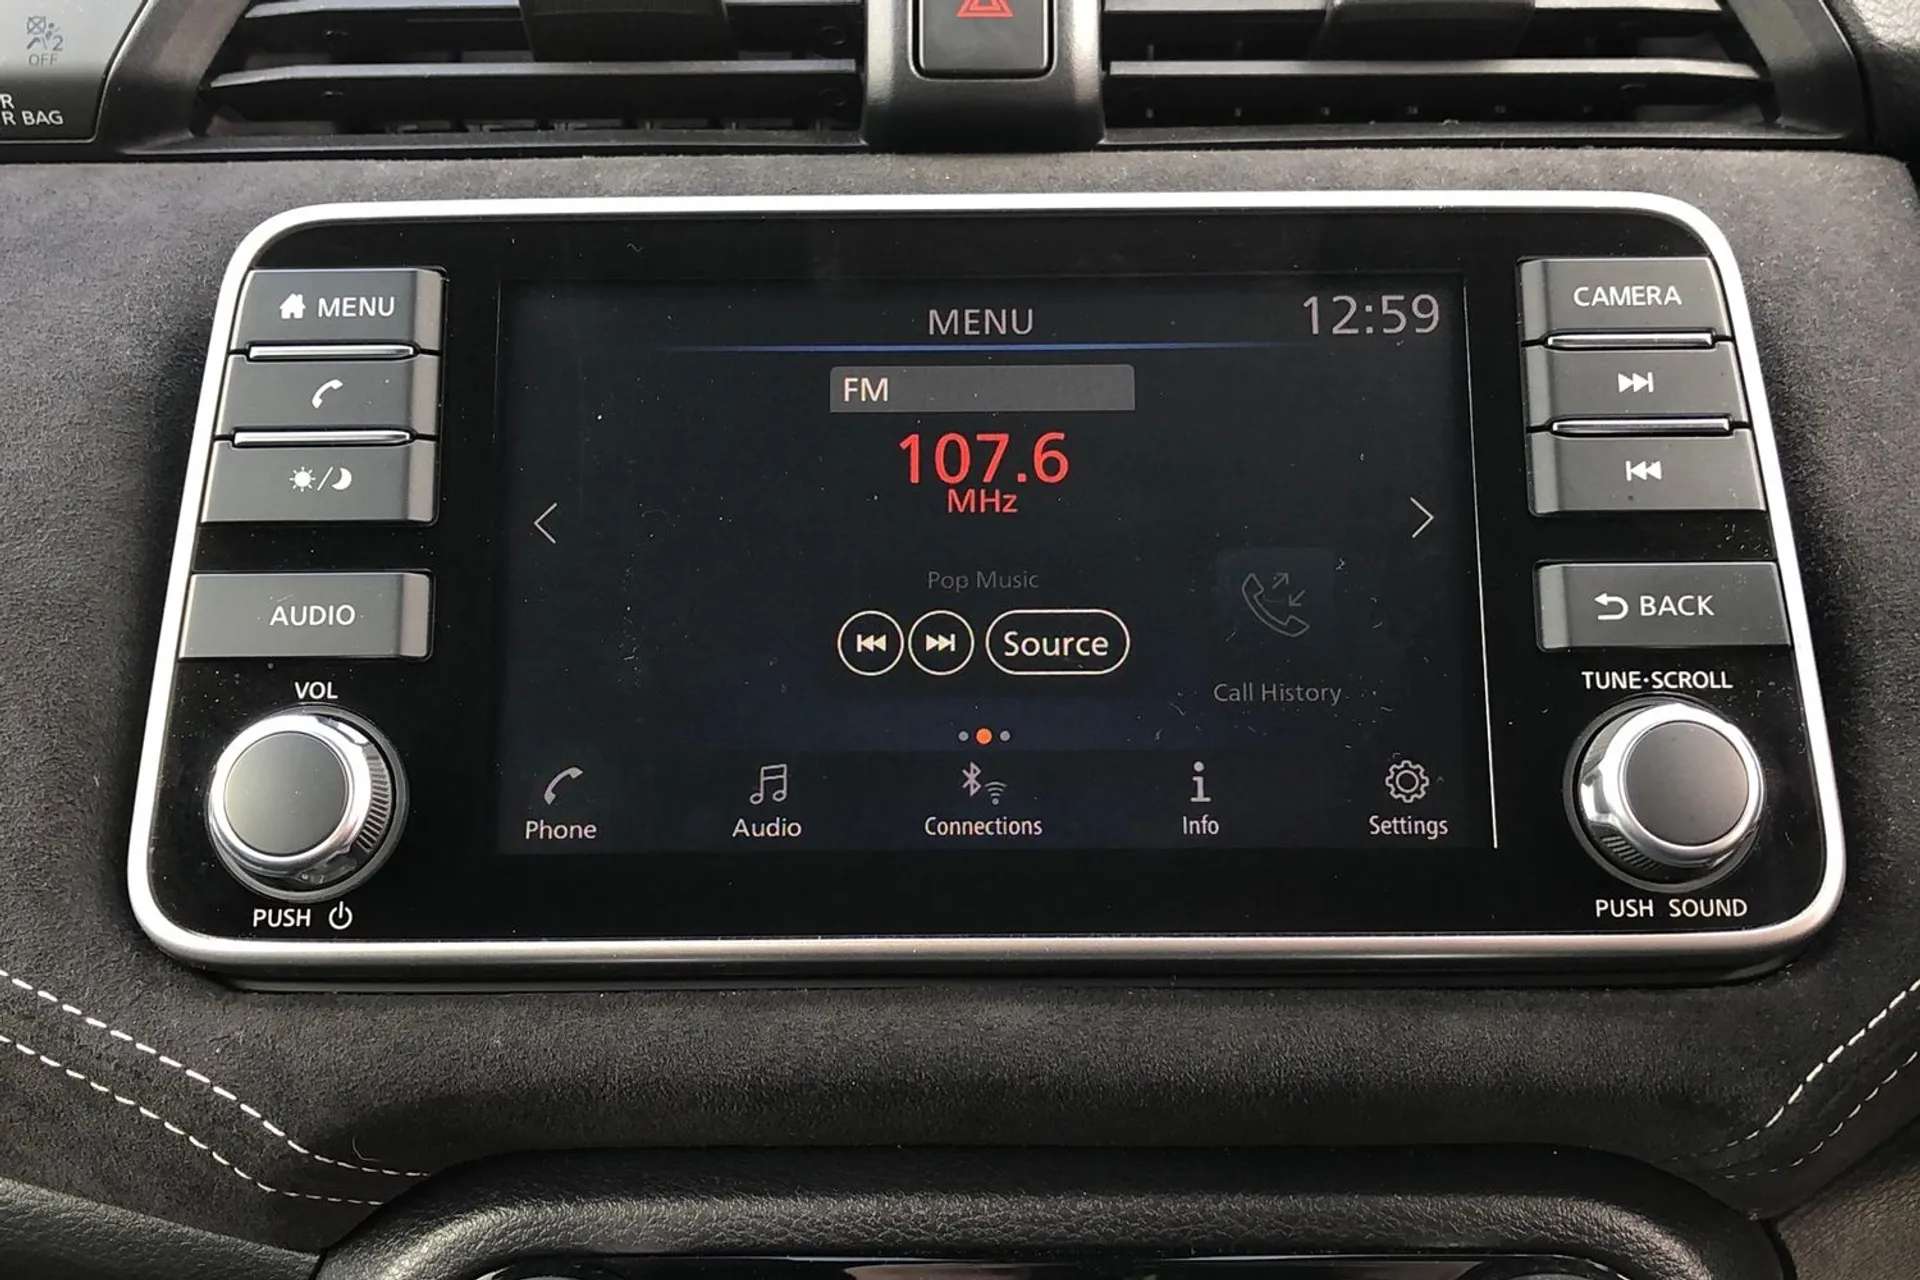 2
OFF
R
R BAG
MENU
AUDIO
VOL
PUSH
MENU
12:59
FM
107.6
MHz
Pop Music
Source
Call History
Phone
Audio
Connections
Info
Settings
CAMERA
BACK
TUNE·SCROLL
PUSH SOUND